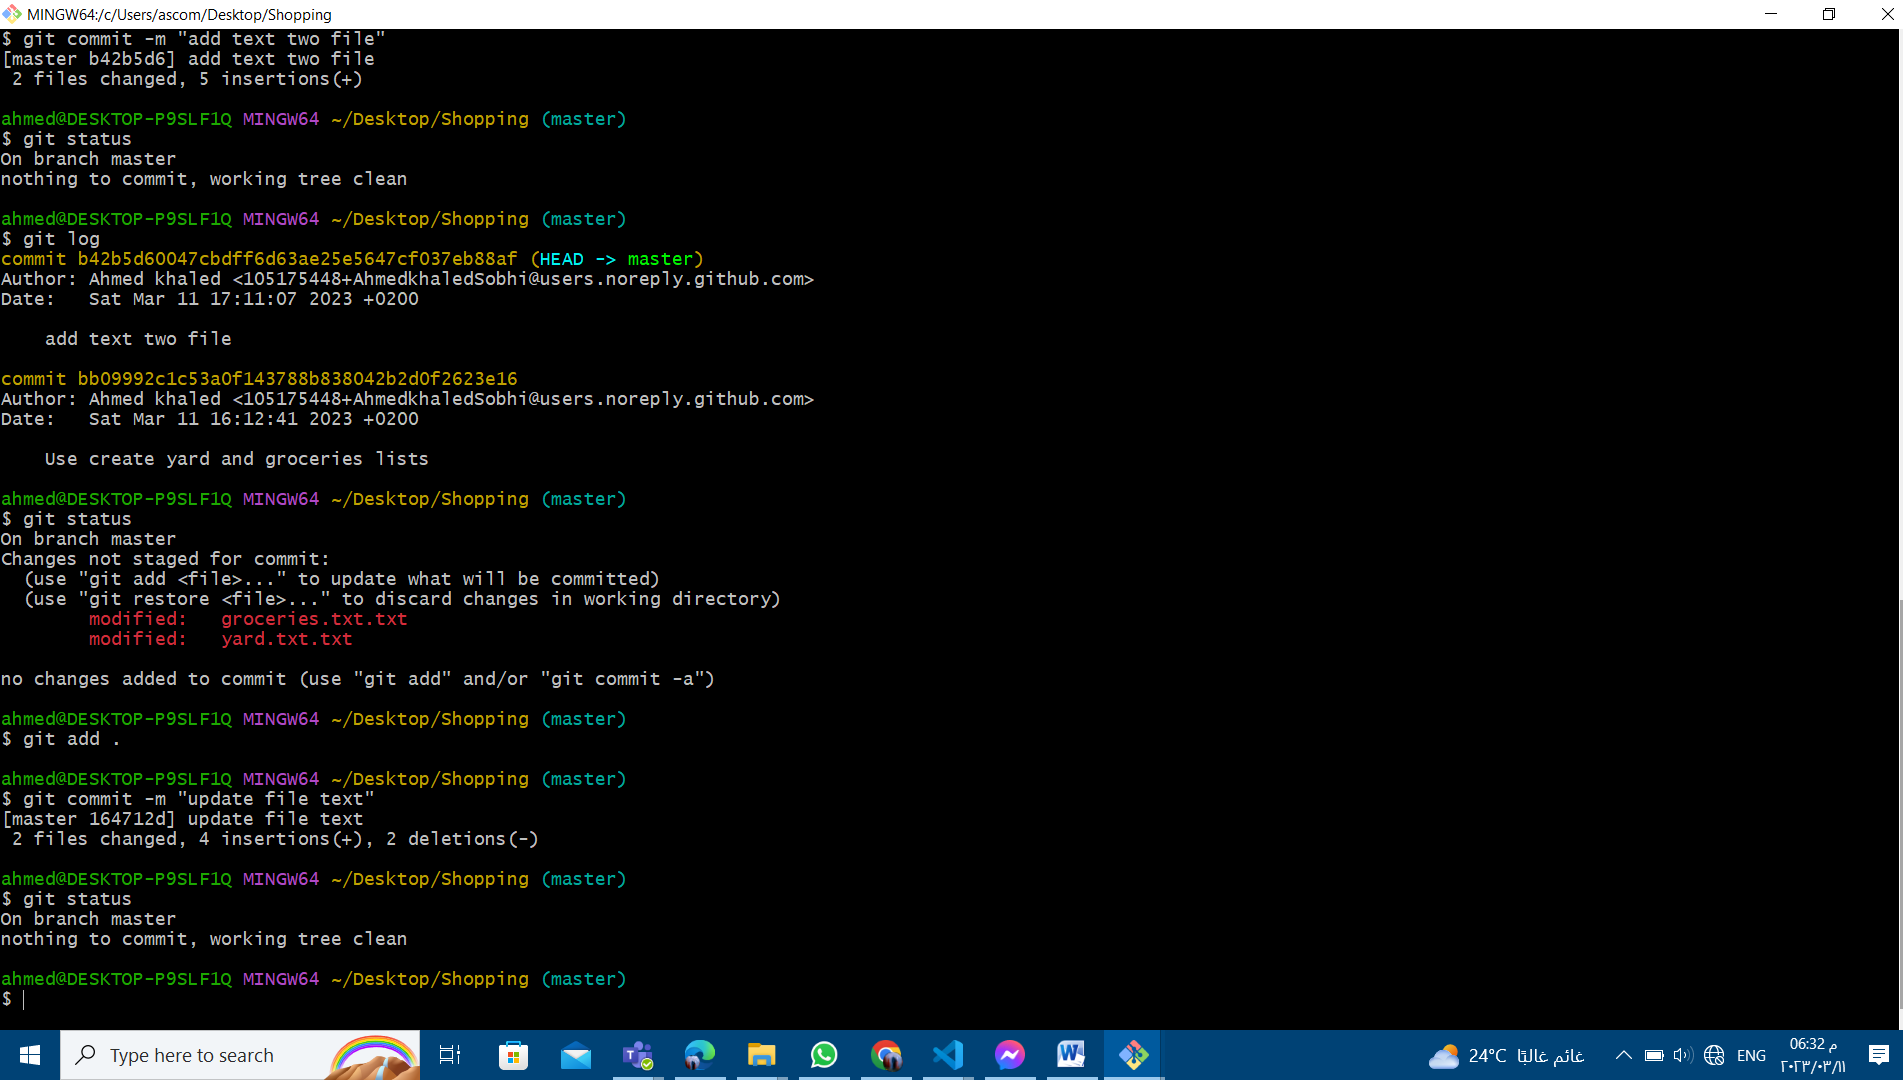 MINGW64:/c/Users/ascom/Desktop/Shopping
$ git commit -m "add text two file"
[master b42b5d6] add text two file
 2 files changed, 5 insertions(+)

ahmed@DESKTOP-P9SLF1Q MINGW64 ~/Desktop/Shopping (master)
$ git status
On branch master
nothing to commit, working tree clean

ahmed@DESKTOP-P9SLF1Q MINGW64 ~/Desktop/Shopping (master)
$ git log
commit b42b5d60047cbdff6d63ae25e5647cf037eb88af (HEAD -> master)
Author: Ahmed khaled <105175448+AhmedkhaledSobhi@users.noreply.github.com>
Date:   Sat Mar 11 17:11:07 2023 +0200

    add text two file

commit bb09992c1c53a0f143788b838042b2d0f2623e16
Author: Ahmed khaled <105175448+AhmedkhaledSobhi@users.noreply.github.com>
Date:   Sat Mar 11 16:12:41 2023 +0200

    Use create yard and groceries lists

ahmed@DESKTOP-P9SLF1Q MINGW64 ~/Desktop/Shopping (master)
$ git status
On branch master
Changes not staged for commit:
  (use "git add <file>..." to update what will be committed)
  (use "git restore <file>..." to discard changes in working directory)
        modified:   groceries.txt.txt
        modified:   yard.txt.txt

no changes added to commit (use "git add" and/or "git commit -a")

ahmed@DESKTOP-P9SLF1Q MINGW64 ~/Desktop/Shopping (master)
$ git add .

ahmed@DESKTOP-P9SLF1Q MINGW64 ~/Desktop/Shopping (master)
$ git commit -m "update file text"
[master 164712d] update file text
 2 files changed, 4 insertions(+), 2 deletions(-)

ahmed@DESKTOP-P9SLF1Q MINGW64 ~/Desktop/Shopping (master)
$ git status
On branch master
nothing to commit, working tree clean

ahmed@DESKTOP-P9SLF1Q MINGW64 ~/Desktop/Shopping (master)
$
Type here to search
24°C غائم غالبًا
ENG
06:32 م
٢٠٢٣/٠٣/١١